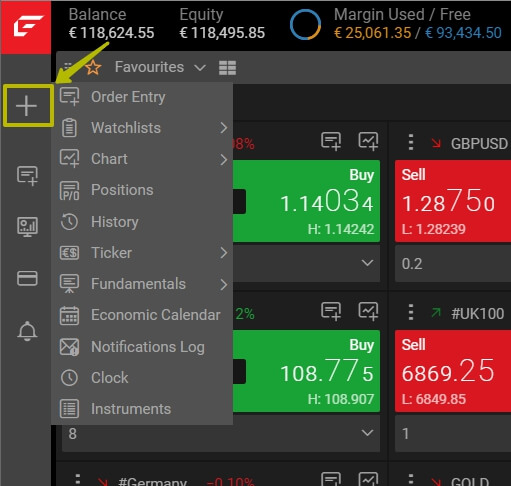 Balance Equity Margin Used / Free
€ 118,624.55 € 118,495.85 € 25,061.35 / € 93,434.50
Favourites
Order Entry
Watchlists
Chart
Positions
History
Ticker
Fundamentals
Economic Calendar
Notifications Log
Clock
Instruments
8%
GBPUSD
Buy
1.14034
H: 1.14242
Sell
1.28750
L: 1.28239
0.2
2%
#UK100
Buy
108.775
H: 108.907
Sell
6869.25
L: 6849.85
8
1
#Germany -0.10%
GOLD